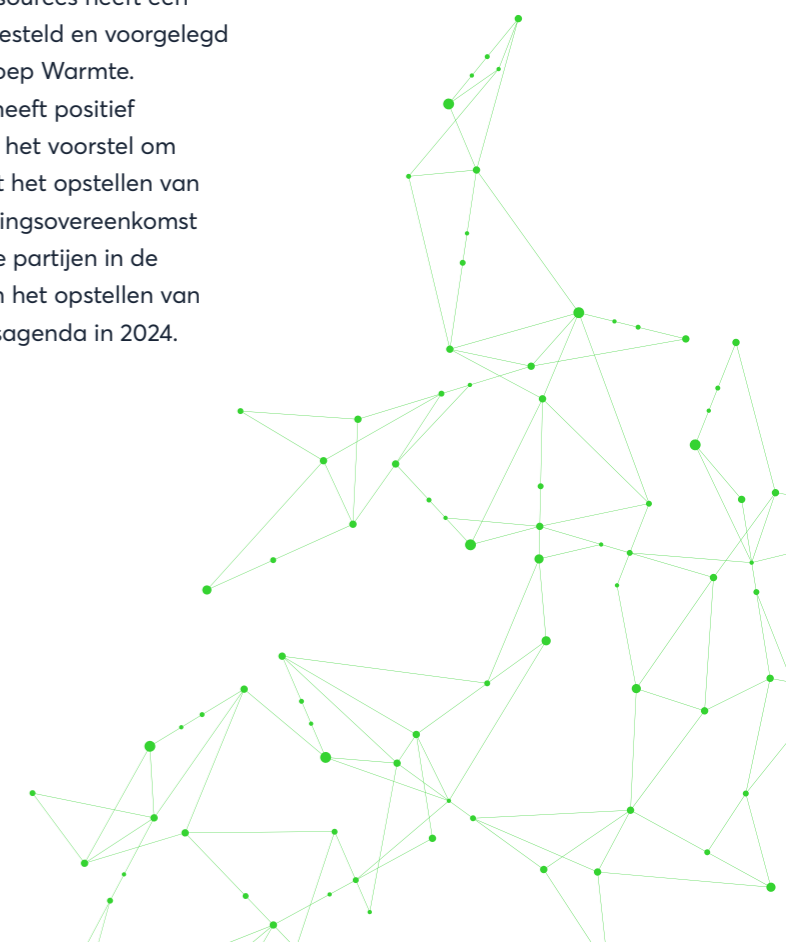 esteld en voorgelegd
oep Warmte.
heeft positief
het voorstel om
t het opstellen van
ingsovereenkomst
e partijen in de
n het opstellen van
sagenda in 2024.